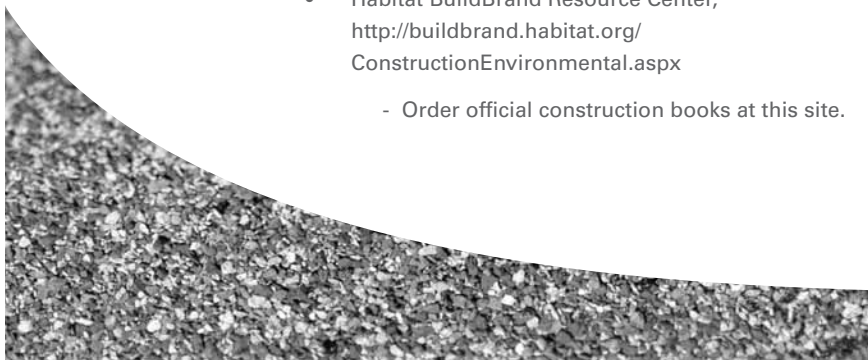 • Habitat BuildBrand Resource Center,
http://buildbrand.habitat.org/
ConstructionEnvironmental.aspx
- Order official construction books at this site.